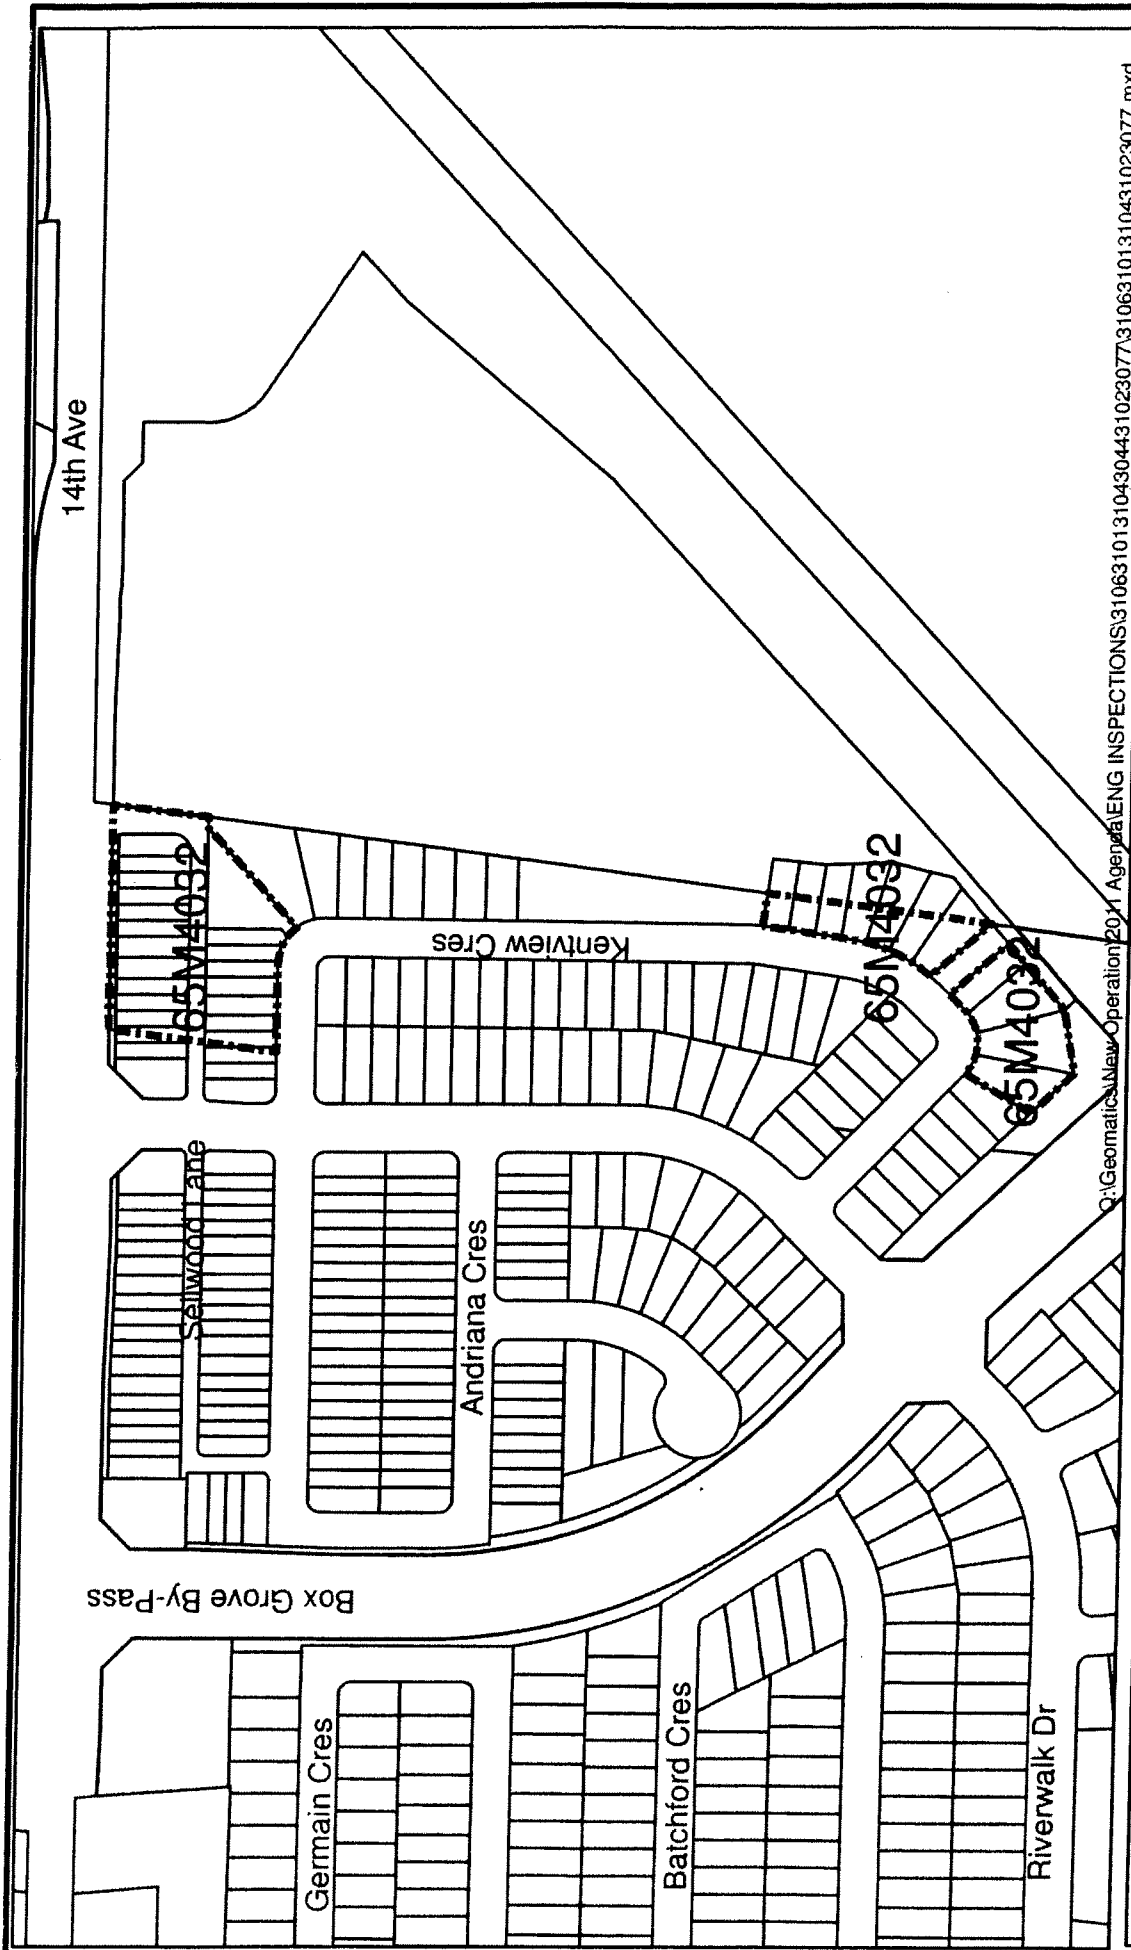 14th Ave
65M4032
Kentview Cres
65M4032
65M4032
Sellwood Lane
Andriana Cres
Box Grove By-Pass
Germain Cres
Batchford Cres
Riverwalk Dr
Q:\Geomatics\New Operation\2011 Agenda\ENG INSPECTIONS\